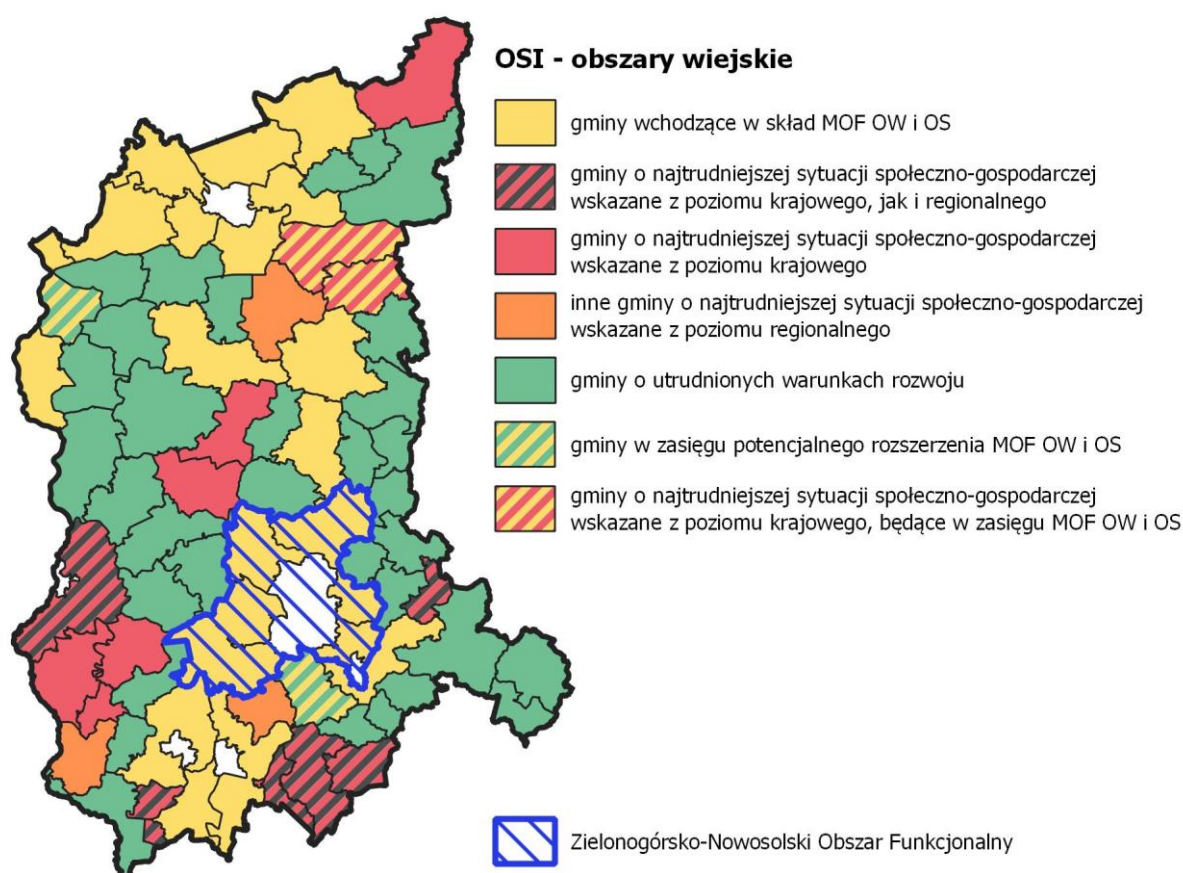 OSI - obszary wiejskie
gminy wchodzące w skład MOF OW i OS
gminy o najtrudniejszej sytuacji społeczno-gospodarczej
wskazane z poziomu krajowego, jak i regionalnego
gminy o najtrudniejszej sytuacji społeczno-gospodarczej
wskazane z poziomu krajowego
inne gminy o najtrudniejszej sytuacji społeczno-gospodarczej
wskazane z poziomu regionalnego
gminy o utrudnionych warunkach rozwoju
gminy w zasięgu potencjalnego rozszerzenia MOF OW i OS
gminy o najtrudniejszej sytuacji społeczno-gospodarczej
wskazane z poziomu krajowego, będące w zasięgu MOF OW i OS
Zielonogórsko-Nowosolski Obszar Funkcjonalny